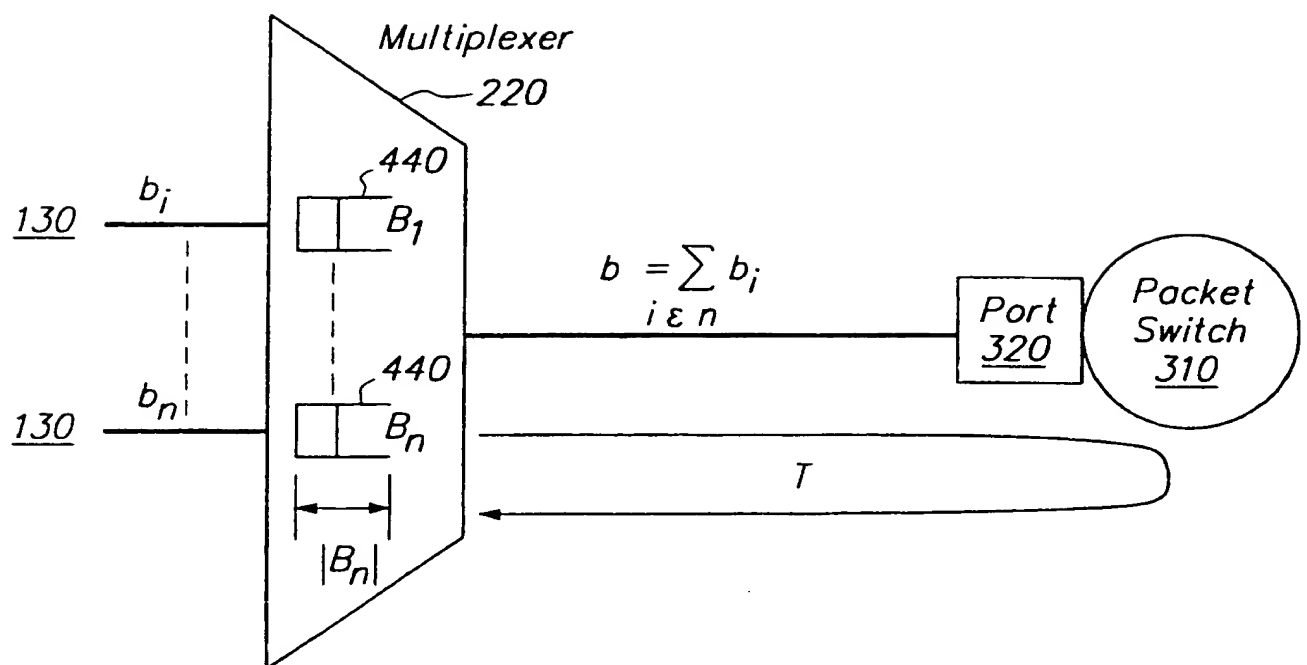 Multiplexer
220
440
130
b_i
B_1
b = ∑ b_i
i ε n
Port
320
Packet
Switch
310
440
130
b_n
B_n
T
|B_n|